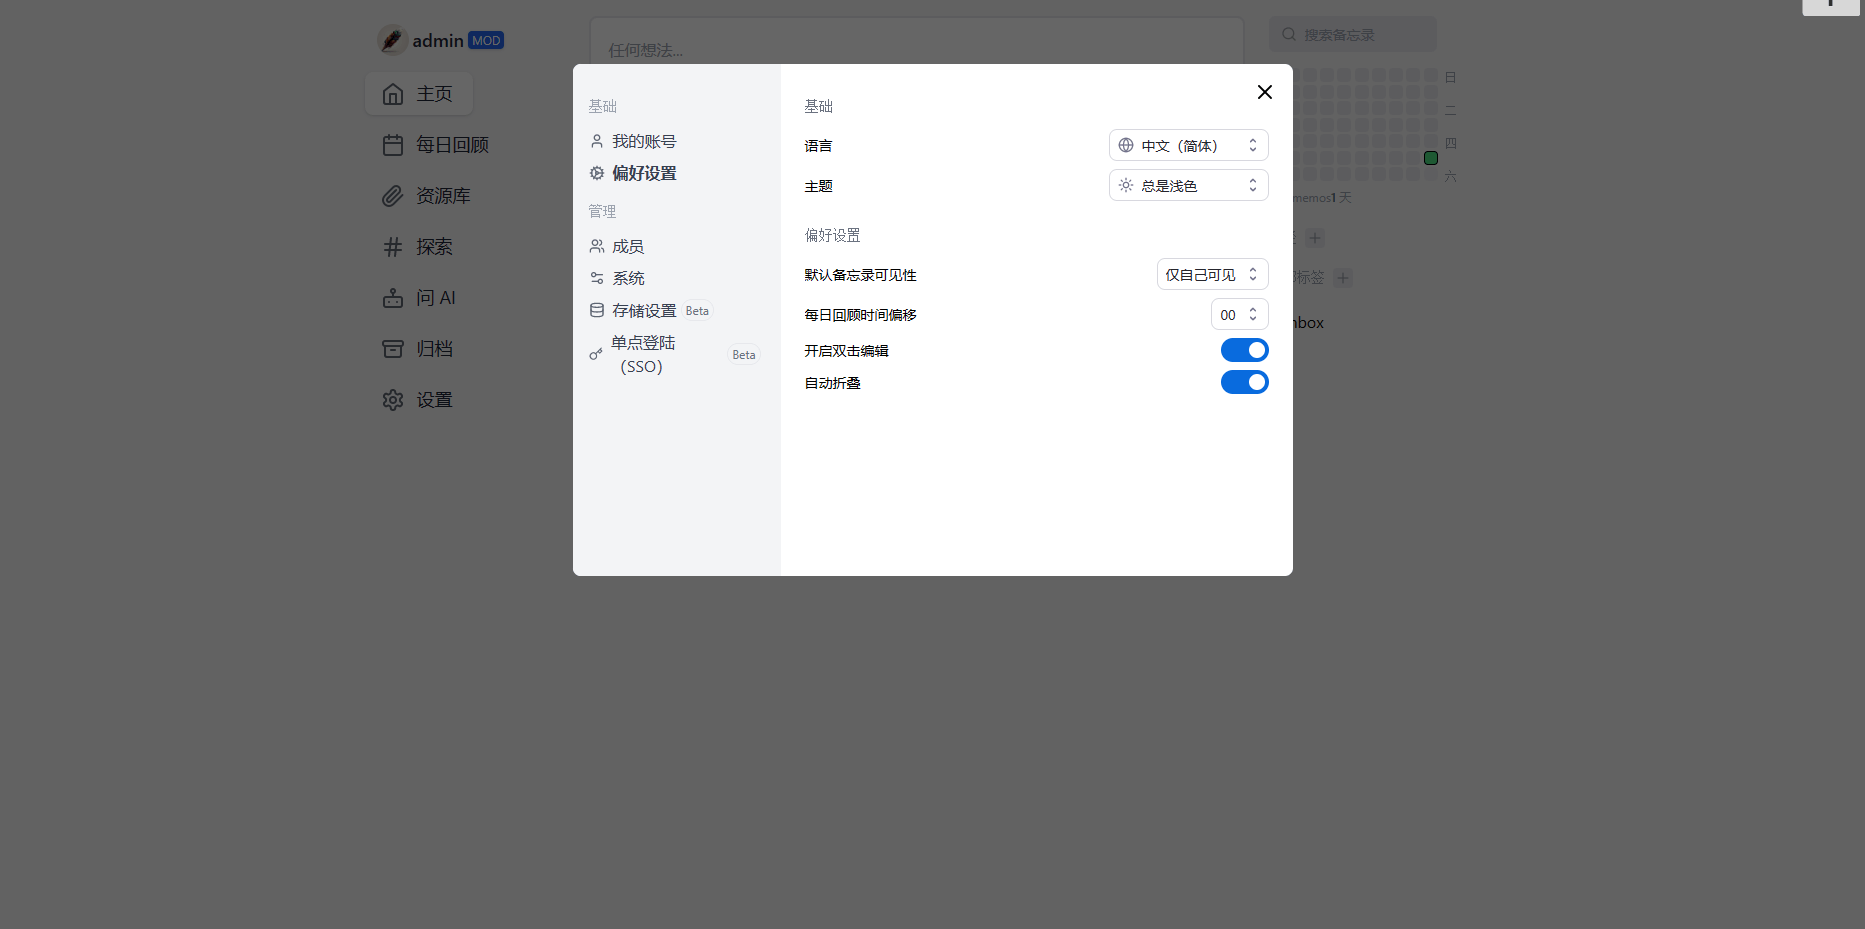 admin MOD
主页
每日回顾
资源库
探索
问 AI
归档
设置
任何想法...
搜索备忘录
日
二
四
六
memos1 天
标签
nbox
基础
我的账号
偏好设置
管理
成员
系统
存储设置 Beta
单点登陆
（SSO） Beta
基础
语言 中文（简体）
主题 总是浅色
偏好设置
默认备忘录可见性 仅自己可见
每日回顾时间偏移 00
开启双击编辑
自动折叠